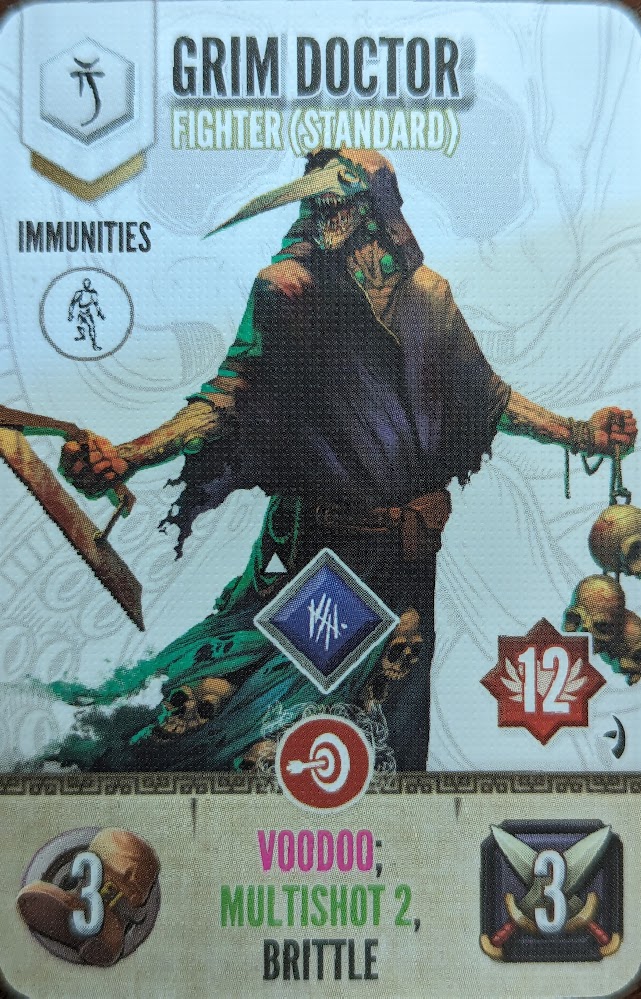 GRIM DOCTOR
FIGHTER (STANDARD)
IMMUNITIES
12
3
VOODOO;
MULTISHOT 2,
BRITTLE
3